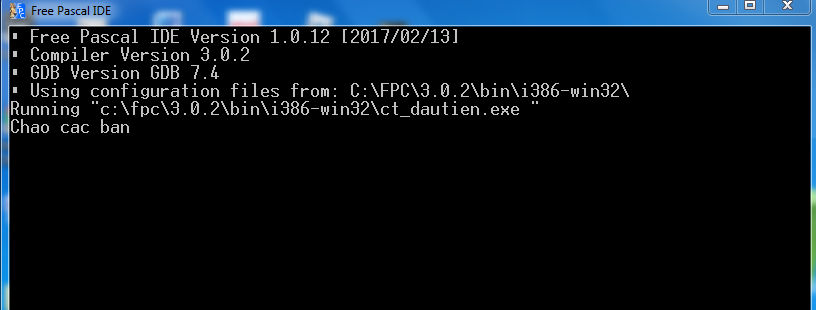 Free Pascal IDE
▪ Free Pascal IDE Version 1.0.12 [2017/02/13]
▪ Compiler Version 3.0.2
▪ GDB Version GDB 7.4
▪ Using configuration files from: C:\FPC\3.0.2\bin\i386-win32\
Running "c:\fpc\3.0.2\bin\i386-win32\ct_dautien.exe "
Chao cac ban